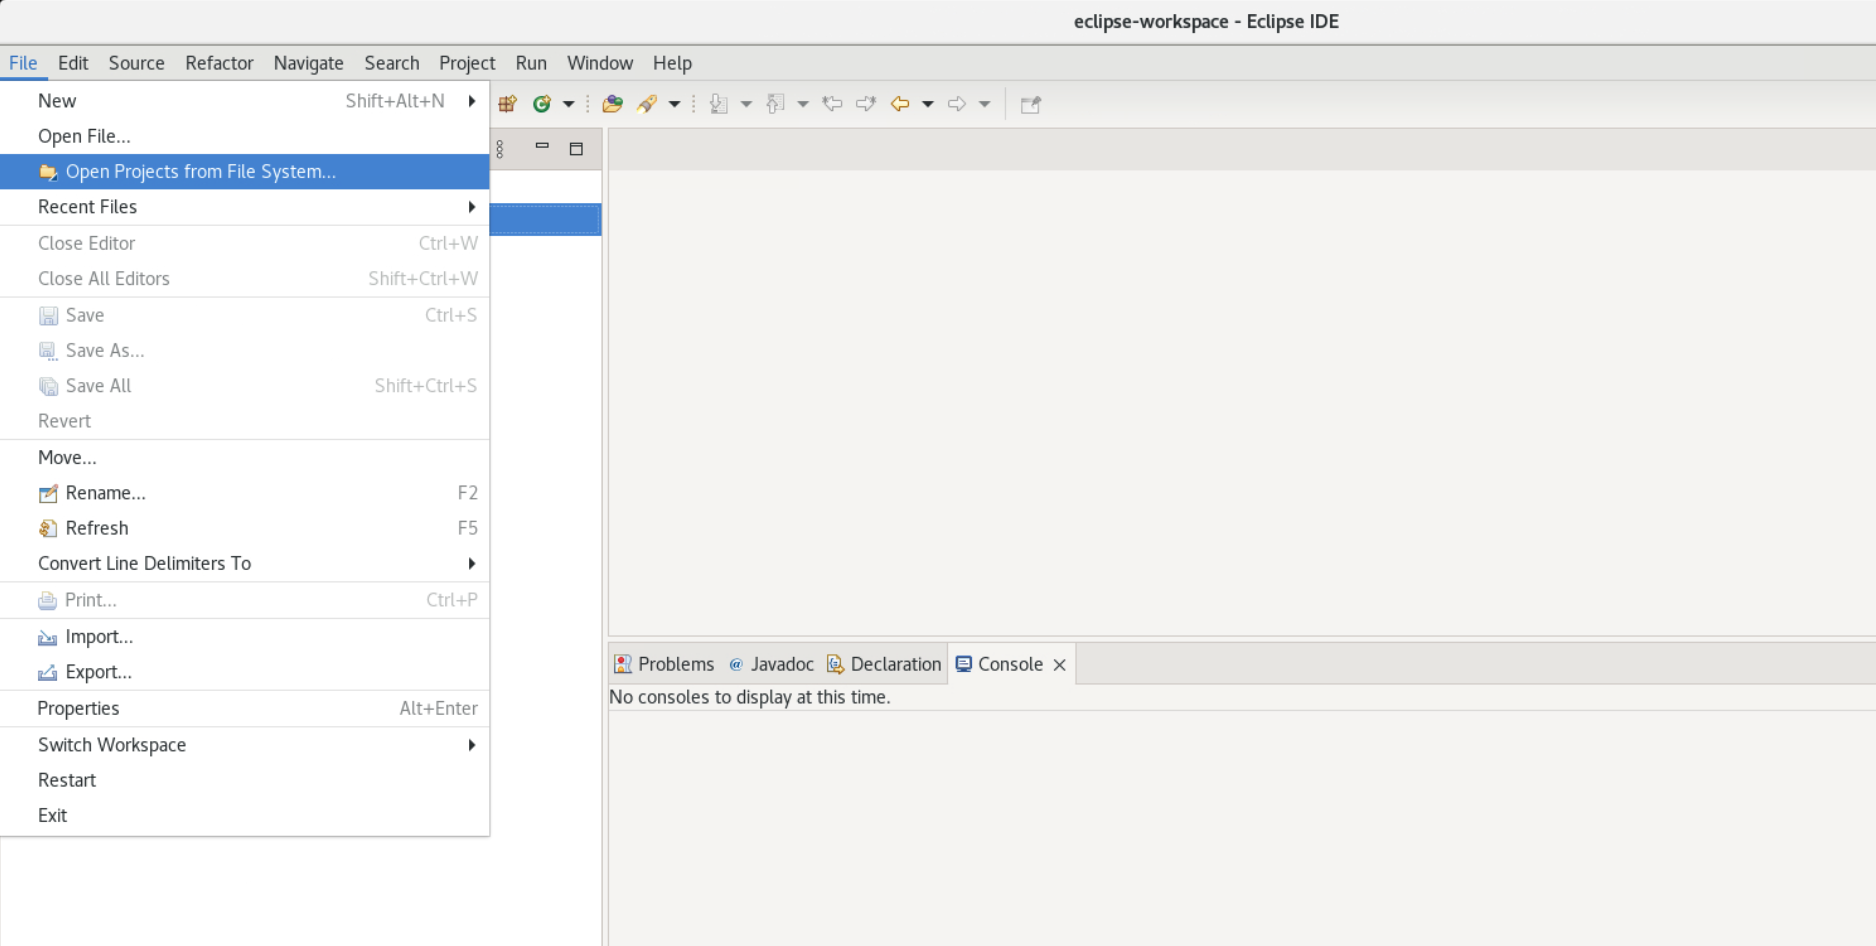 eclipse-workspace - Eclipse IDE
File Edit Source Refactor Navigate Search Project Run Window Help
New Shift+Alt+N
Open File...
Open Projects from File System...
Recent Files
Close Editor Ctrl+W
Close All Editors Shift+Ctrl+W
Save Ctrl+S
Save As...
Save All Shift+Ctrl+S
Revert
Move...
Rename... F2
Refresh F5
Convert Line Delimiters To
Print... Ctrl+P
Import...
Export...
Properties Alt+Enter
Switch Workspace
Restart
Exit
Problems @ Javadoc Declaration Console
No consoles to display at this time.